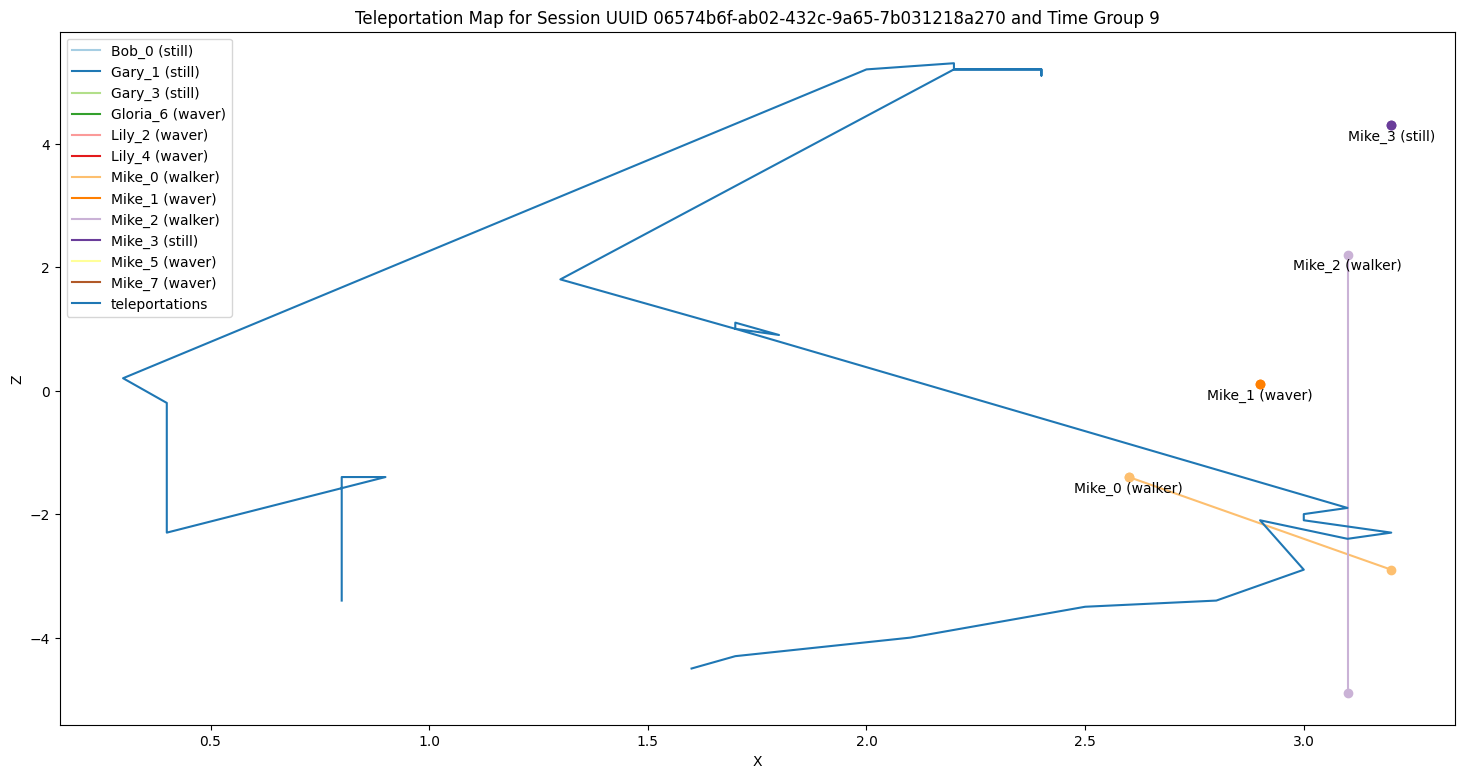 Teleportation Map for Session UUID 06574b6f-ab02-432c-9a65-7b031218a270 and Time Group 9
Bob_0 (still)
Gary_1 (still)
Gary_3 (still)
Gloria_6 (waver)
Lily_2 (waver)
Lily_4 (waver)
Mike_0 (walker)
Mike_1 (waver)
Mike_2 (walker)
Mike_3 (still)
Mike_5 (waver)
Mike_7 (waver)
teleportations
Mike_3 (still)
Mike_2 (walker)
Mike_1 (waver)
Mike_0 (walker)
Z
4
2
0
−2
−4
0.5
1.0
1.5
2.0
2.5
3.0
X